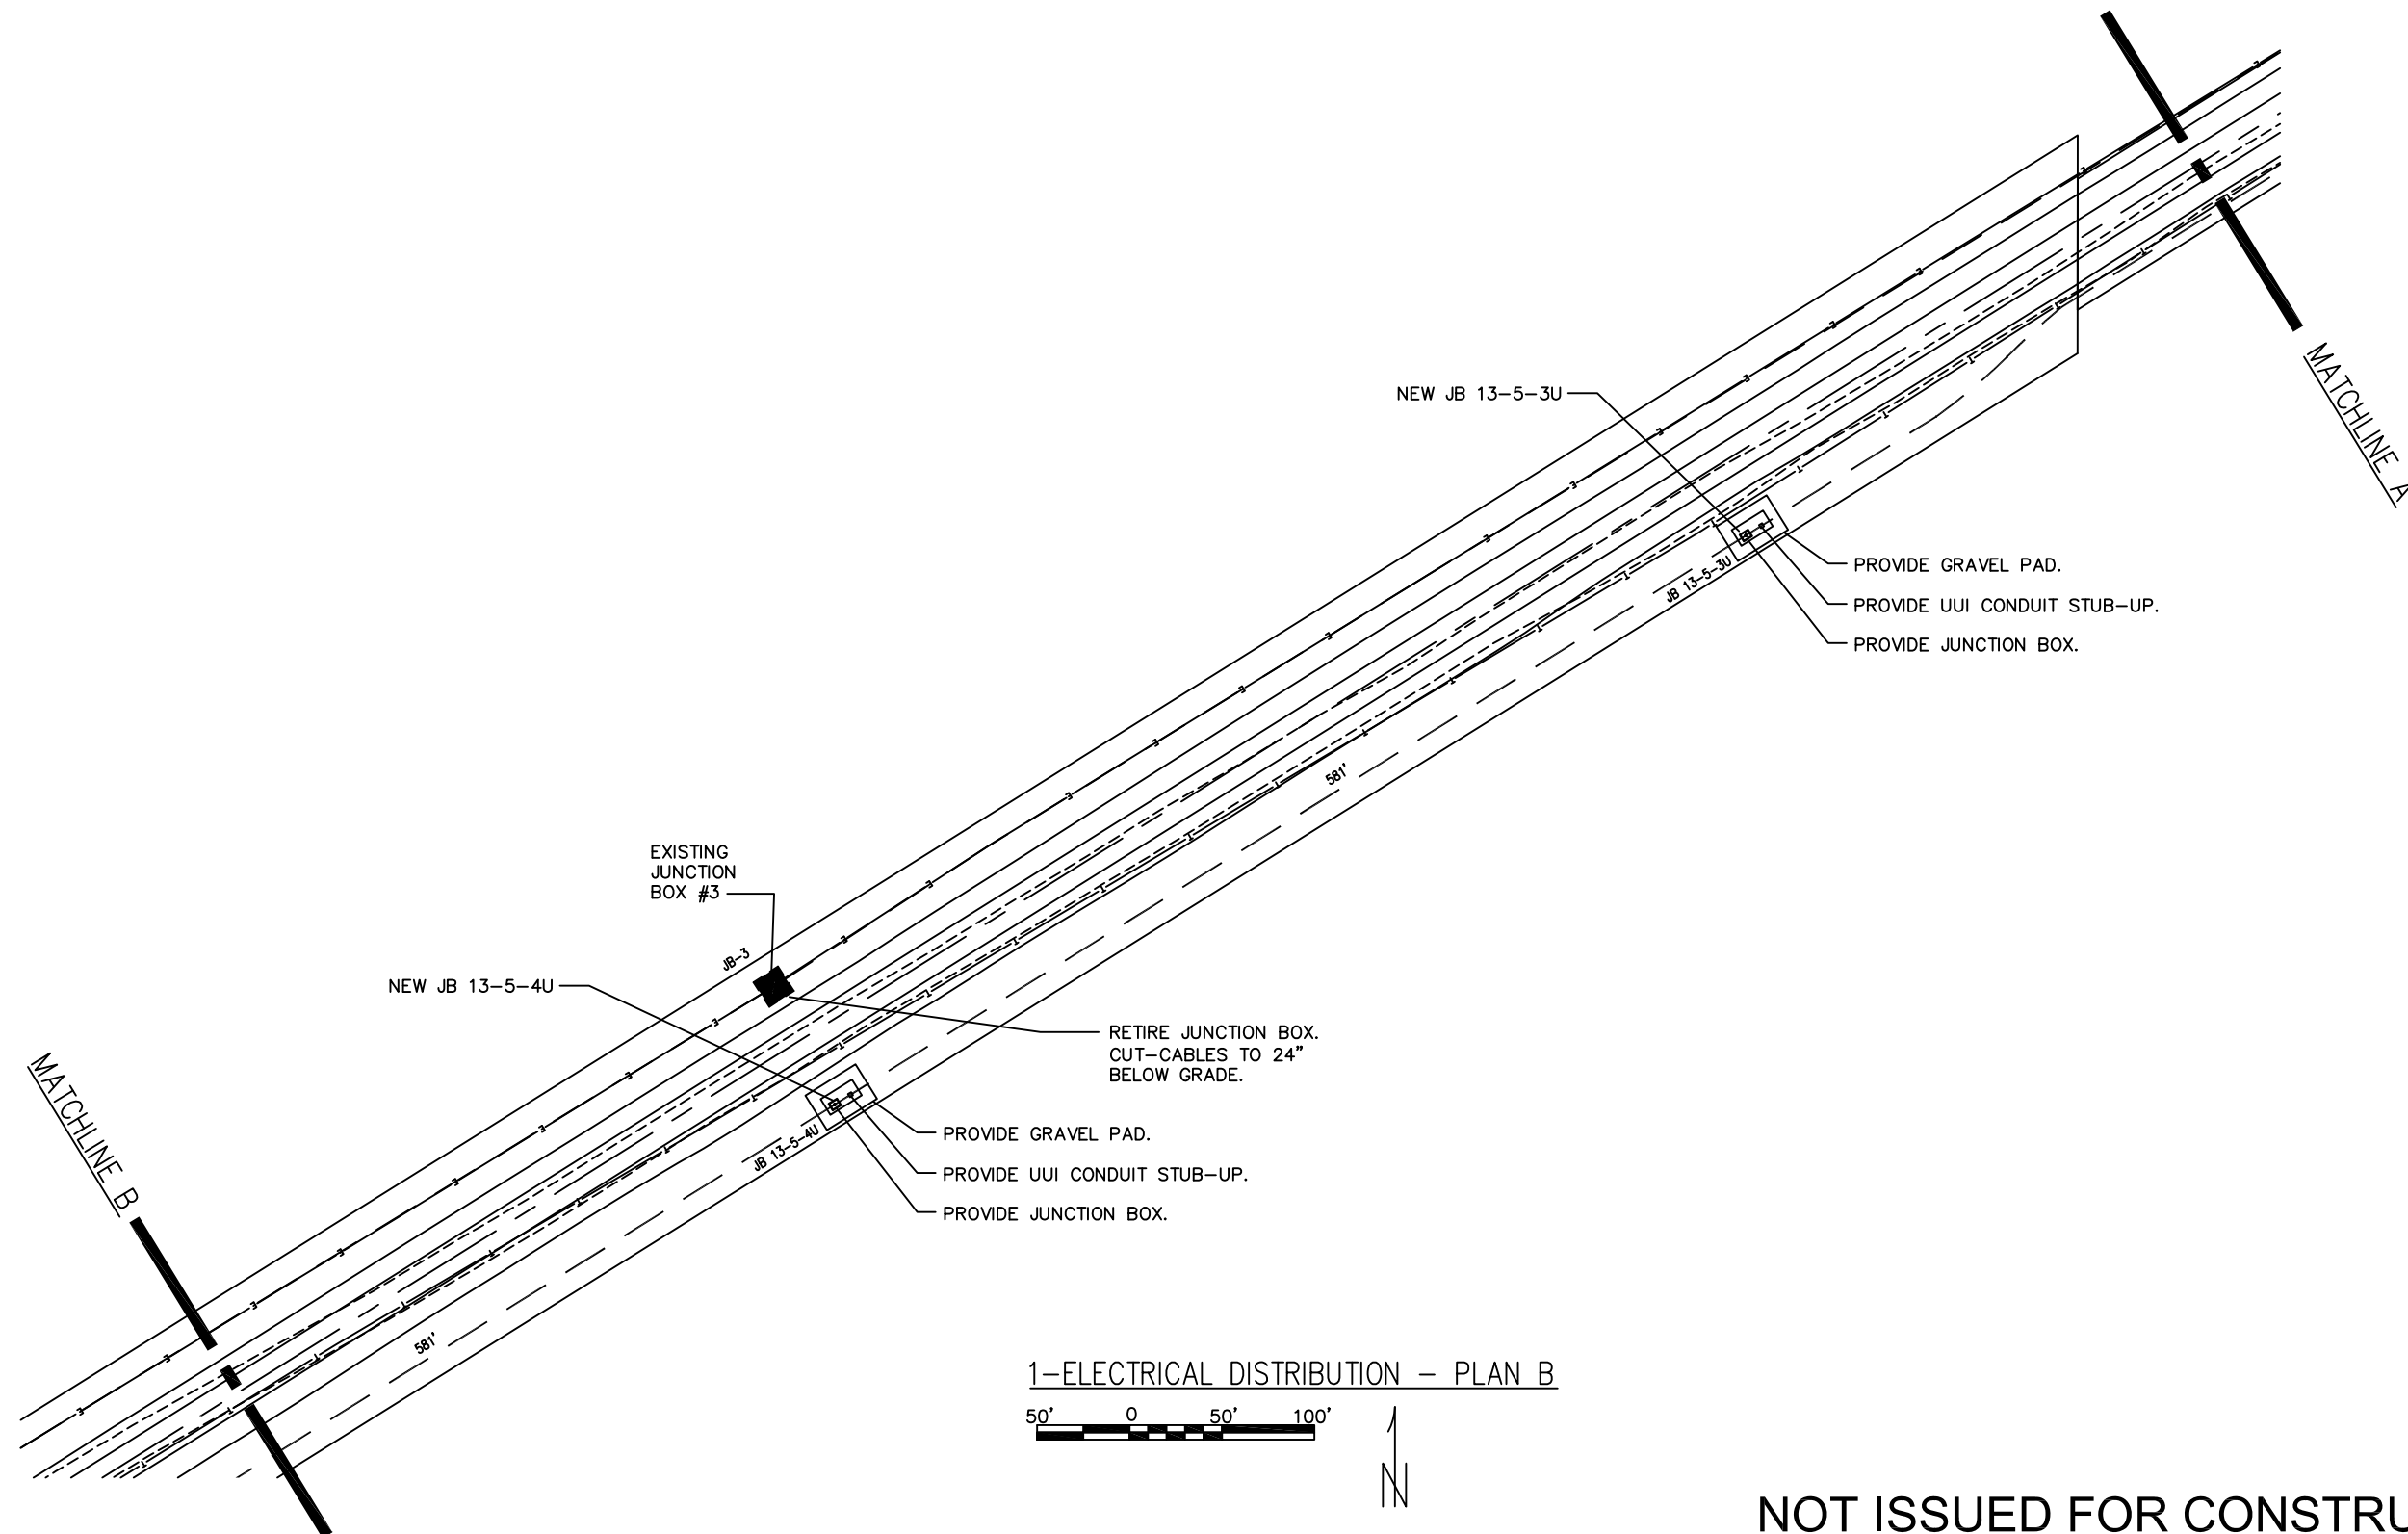 MATCHLINE A
NEW JB 13-5-3U
PROVIDE GRAVEL PAD.
JB 13-5-3U
PROVIDE UUI CONDUIT STUB-UP.
PROVIDE JUNCTION BOX.
581'
EXISTING
JUNCTION
BOX #3
JB-3
NEW JB 13-5-4U
RETIRE JUNCTION BOX.
CUT-CABLES TO 24"
BELOW GRADE.
MATCHLINE B
PROVIDE GRAVEL PAD.
JB 13-5-4U
PROVIDE UUI CONDUIT STUB-UP.
PROVIDE JUNCTION BOX.
581'
1-ELECTRICAL DISTRIBUTION - PLAN B
50' 0 50' 100'
N
NOT ISSUED FOR CONSTRU